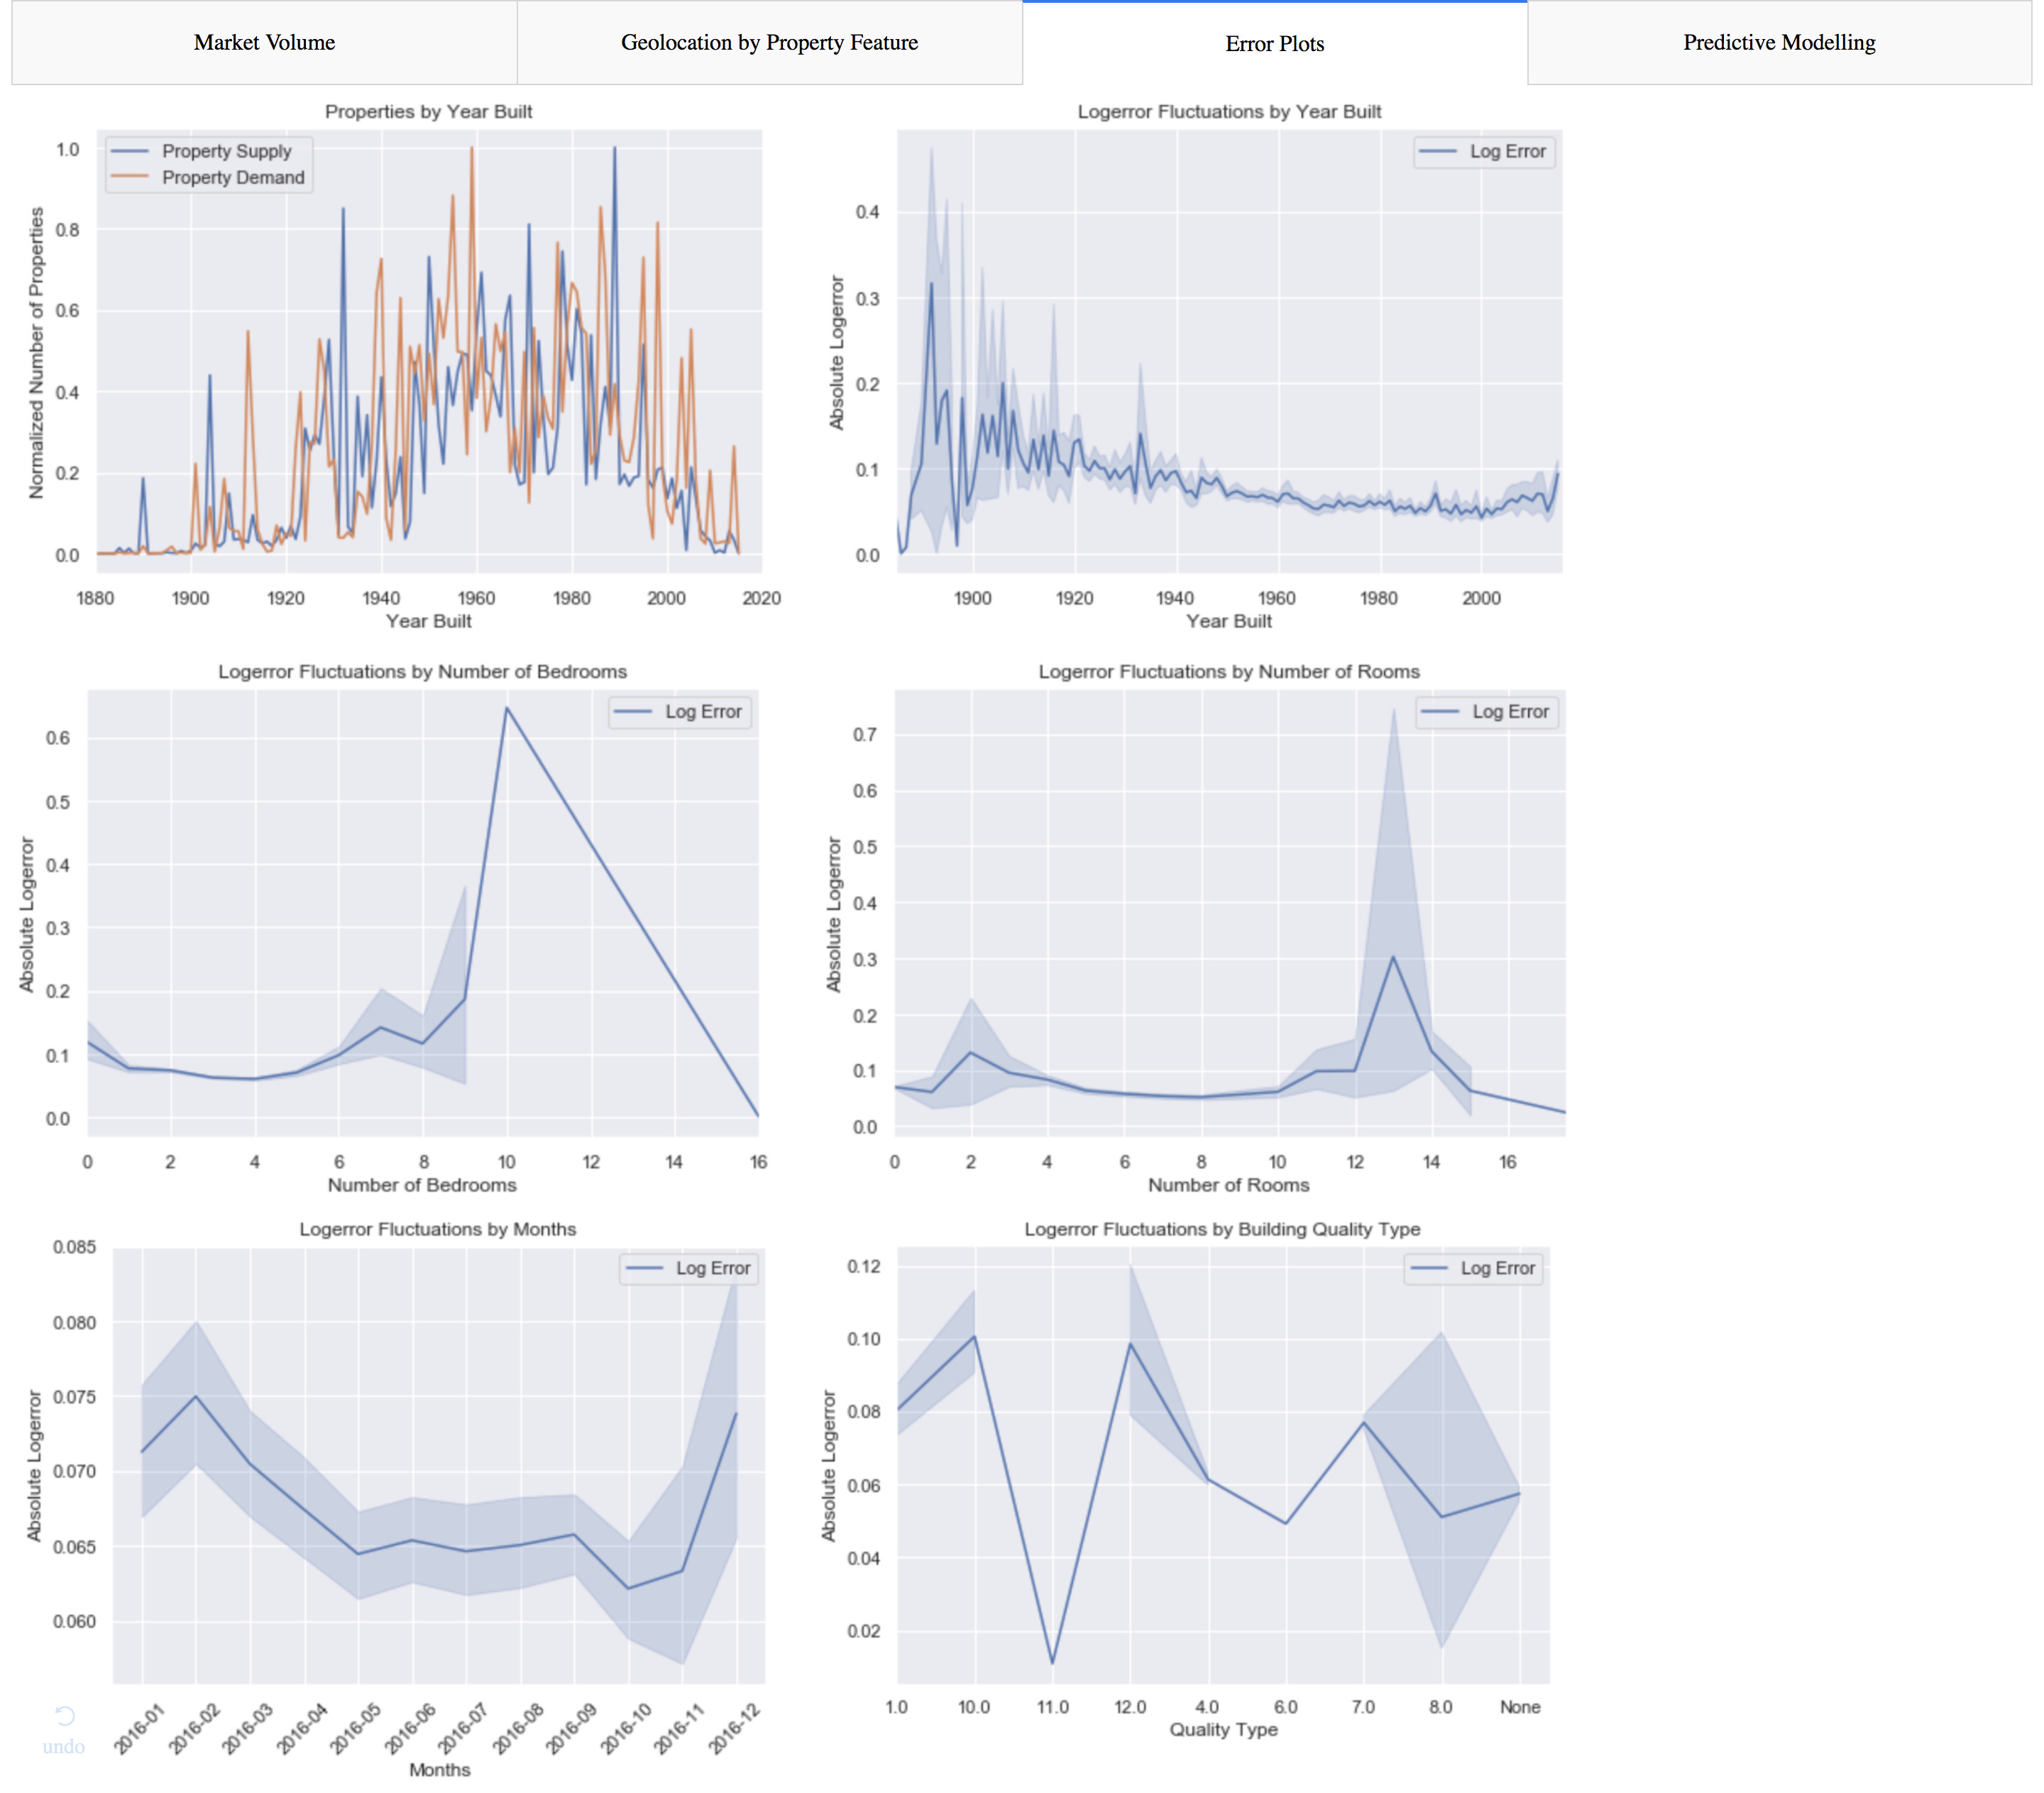 Market Volume
Geolocation by Property Feature
Error Plots
Predictive Modelling
Properties by Year Built
Property Supply
Property Demand
1.0
0.8
0.6
0.4
0.2
0.0
Normalized Number of Properties
1880 1900 1920 1940 1960 1980 2000 2020
Year Built
Logerror Fluctuations by Year Built
Log Error
0.4
0.3
0.2
0.1
0.0
Absolute Logerror
1900 1920 1940 1960 1980 2000
Year Built
Logerror Fluctuations by Number of Bedrooms
Log Error
0.6
0.5
0.4
0.3
0.2
0.1
0.0
Absolute Logerror
0 2 4 6 8 10 12 14 16
Number of Bedrooms
Logerror Fluctuations by Number of Rooms
Log Error
0.7
0.6
0.5
0.4
0.3
0.2
0.1
0.0
Absolute Logerror
0 2 4 6 8 10 12 14 16
Number of Rooms
Logerror Fluctuations by Months
Log Error
0.085
0.080
0.075
0.070
0.065
0.060
Absolute Logerror
2016-01 2016-02 2016-03 2016-04 2016-05 2016-06 2016-07 2016-08 2016-09 2016-10 2016-11 2016-12
Months
undo
Logerror Fluctuations by Building Quality Type
Log Error
0.12
0.10
0.08
0.06
0.04
0.02
Absolute Logerror
1.0 10.0 11.0 12.0 4.0 6.0 7.0 8.0 None
Quality Type